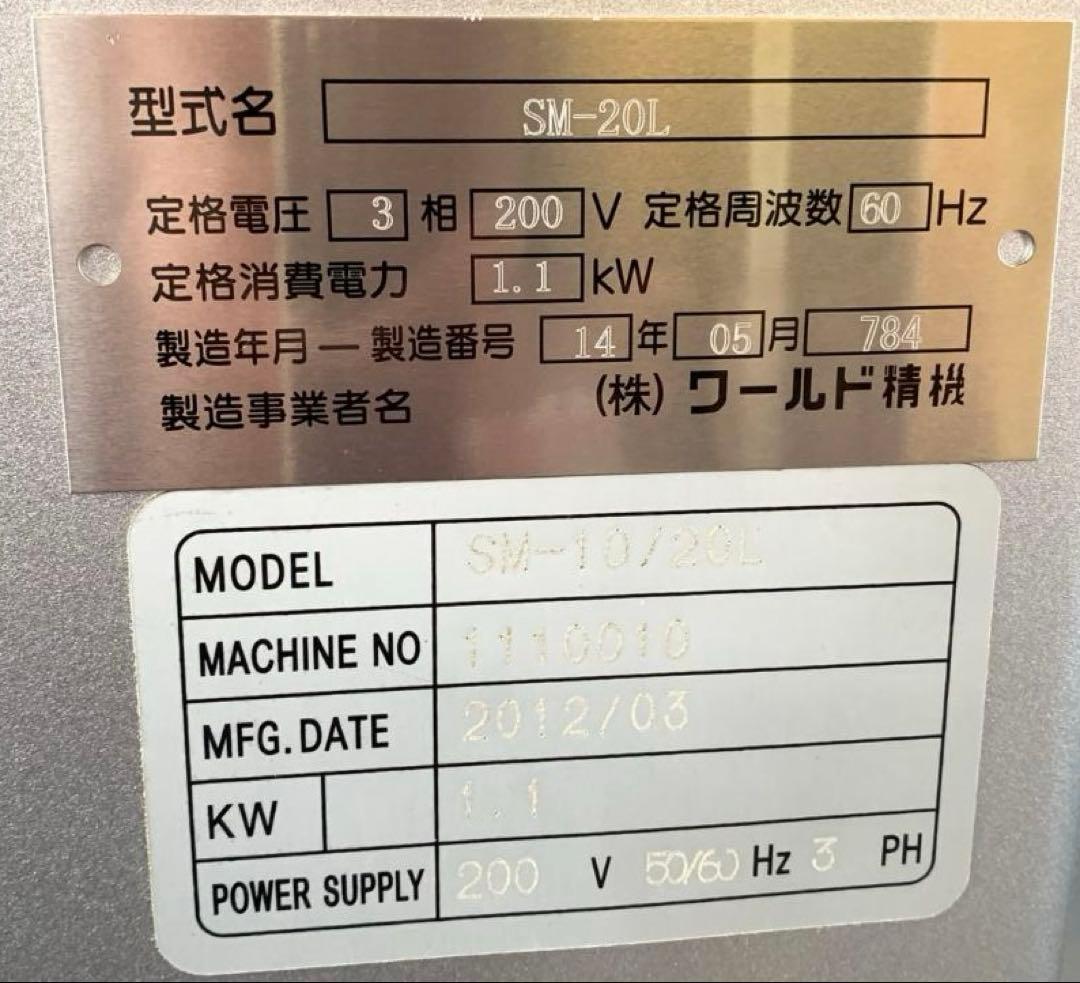 型式名 SM-20L
定格電圧 3 相 200 V 定格周波数 60 Hz
定格消費電力 1.1 kW
製造年月ー製造番号 14 年 05 月 784
製造事業者名 (株) ワールド精機
MODEL SM-10/20L
MACHINE NO 1110010
MFG. DATE 2012/03
KW 1.1
POWER SUPPLY 200 V 50/60 Hz 3 PH